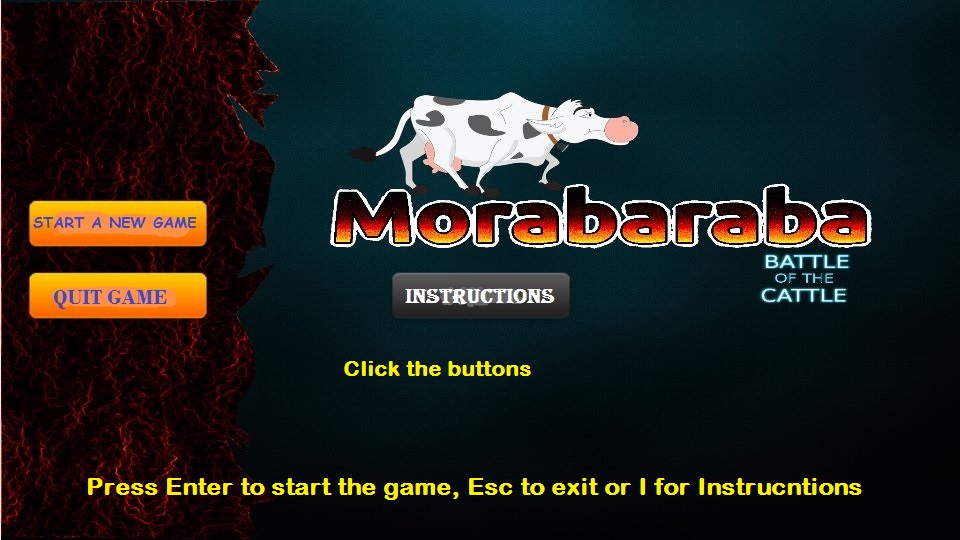 Morabaraba
START A NEW GAME
BATTLE
OF THE
CATTLE
QUIT GAME
INSTRUCTIONS
Click the buttons
Press Enter to start the game, Esc to exit or I for Instrucntions